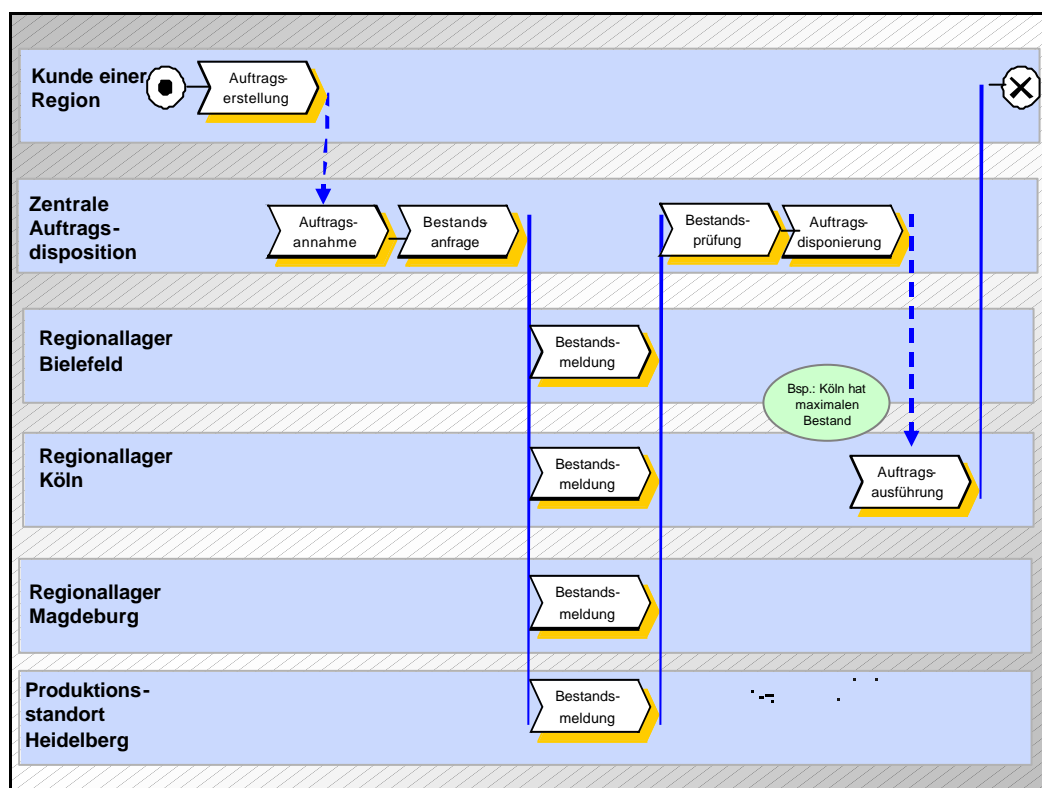 Kunde einer
Region
Auftrags-
erstellung
Zentrale
Auftrags-
disposition
Auftrags-
annahme
Bestands-
anfrage
Bestands-
prüfung
Auftrags-
disponierung
Regionallager
Bielefeld
Bestands-
meldung
Bsp.: Köln hat
maximalen
Bestand
Regionallager
Köln
Bestands-
meldung
Auftrags-
ausführung
Regionallager
Magdeburg
Bestands-
meldung
Produktions-
standort
Heidelberg
Bestands-
meldung